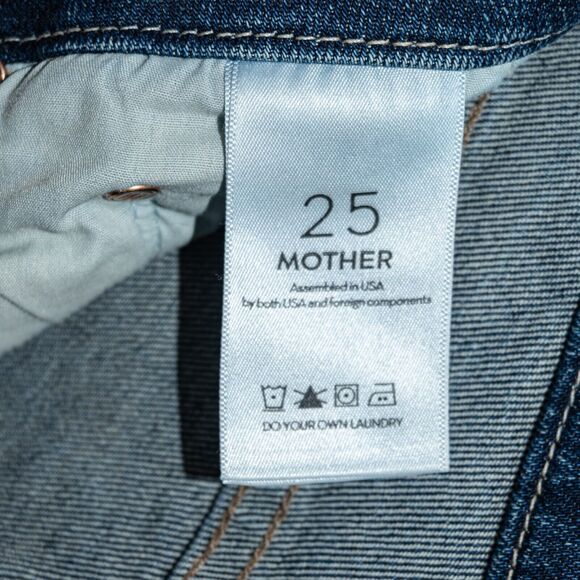 25
MOTHER
Assembled in USA
by both USA and foreign components
DO YOUR OWN LAUNDRY